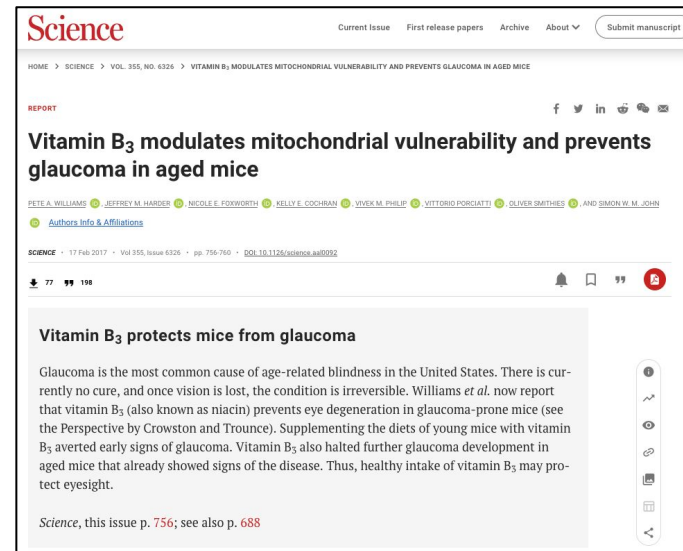 Science
Current Issue First release papers Archive About Submit manuscript
HOME > SCIENCE > VOL. 355, NO. 6326 > VITAMIN B₃ MODULATES MITOCHONDRIAL VULNERABILITY AND PREVENTS GLAUCOMA IN AGED MICE
REPORT
Vitamin B₃ modulates mitochondrial vulnerability and prevents
glaucoma in aged mice
PETE A. WILLIAMS, JEFFREY M. HARDER, NICOLE E. FOXWORTH, KELLY E. COCHRAN, VIVEK M. PHILIP, VITTORIO PORCIATTI, OLIVER SMITHIES, AND SIMON W. M. JOHN
Authors Info & Affiliations
SCIENCE • 17 Feb 2017 • Vol 355, Issue 6326 • pp. 756-760 • DOI: 10.1126/science.aal0092
77 198
Vitamin B₃ protects mice from glaucoma
Glaucoma is the most common cause of age-related blindness in the United States. There is cur-
rently no cure, and once vision is lost, the condition is irreversible. Williams et al. now report
that vitamin B₃ (also known as niacin) prevents eye degeneration in glaucoma-prone mice (see
the Perspective by Crowston and Trounce). Supplementing the diets of young mice with vitamin
B₃ averted early signs of glaucoma. Vitamin B₃ also halted further glaucoma development in
aged mice that already showed signs of the disease. Thus, healthy intake of vitamin B₃ may pro-
tect eyesight.
Science, this issue p. 756; see also p. 688